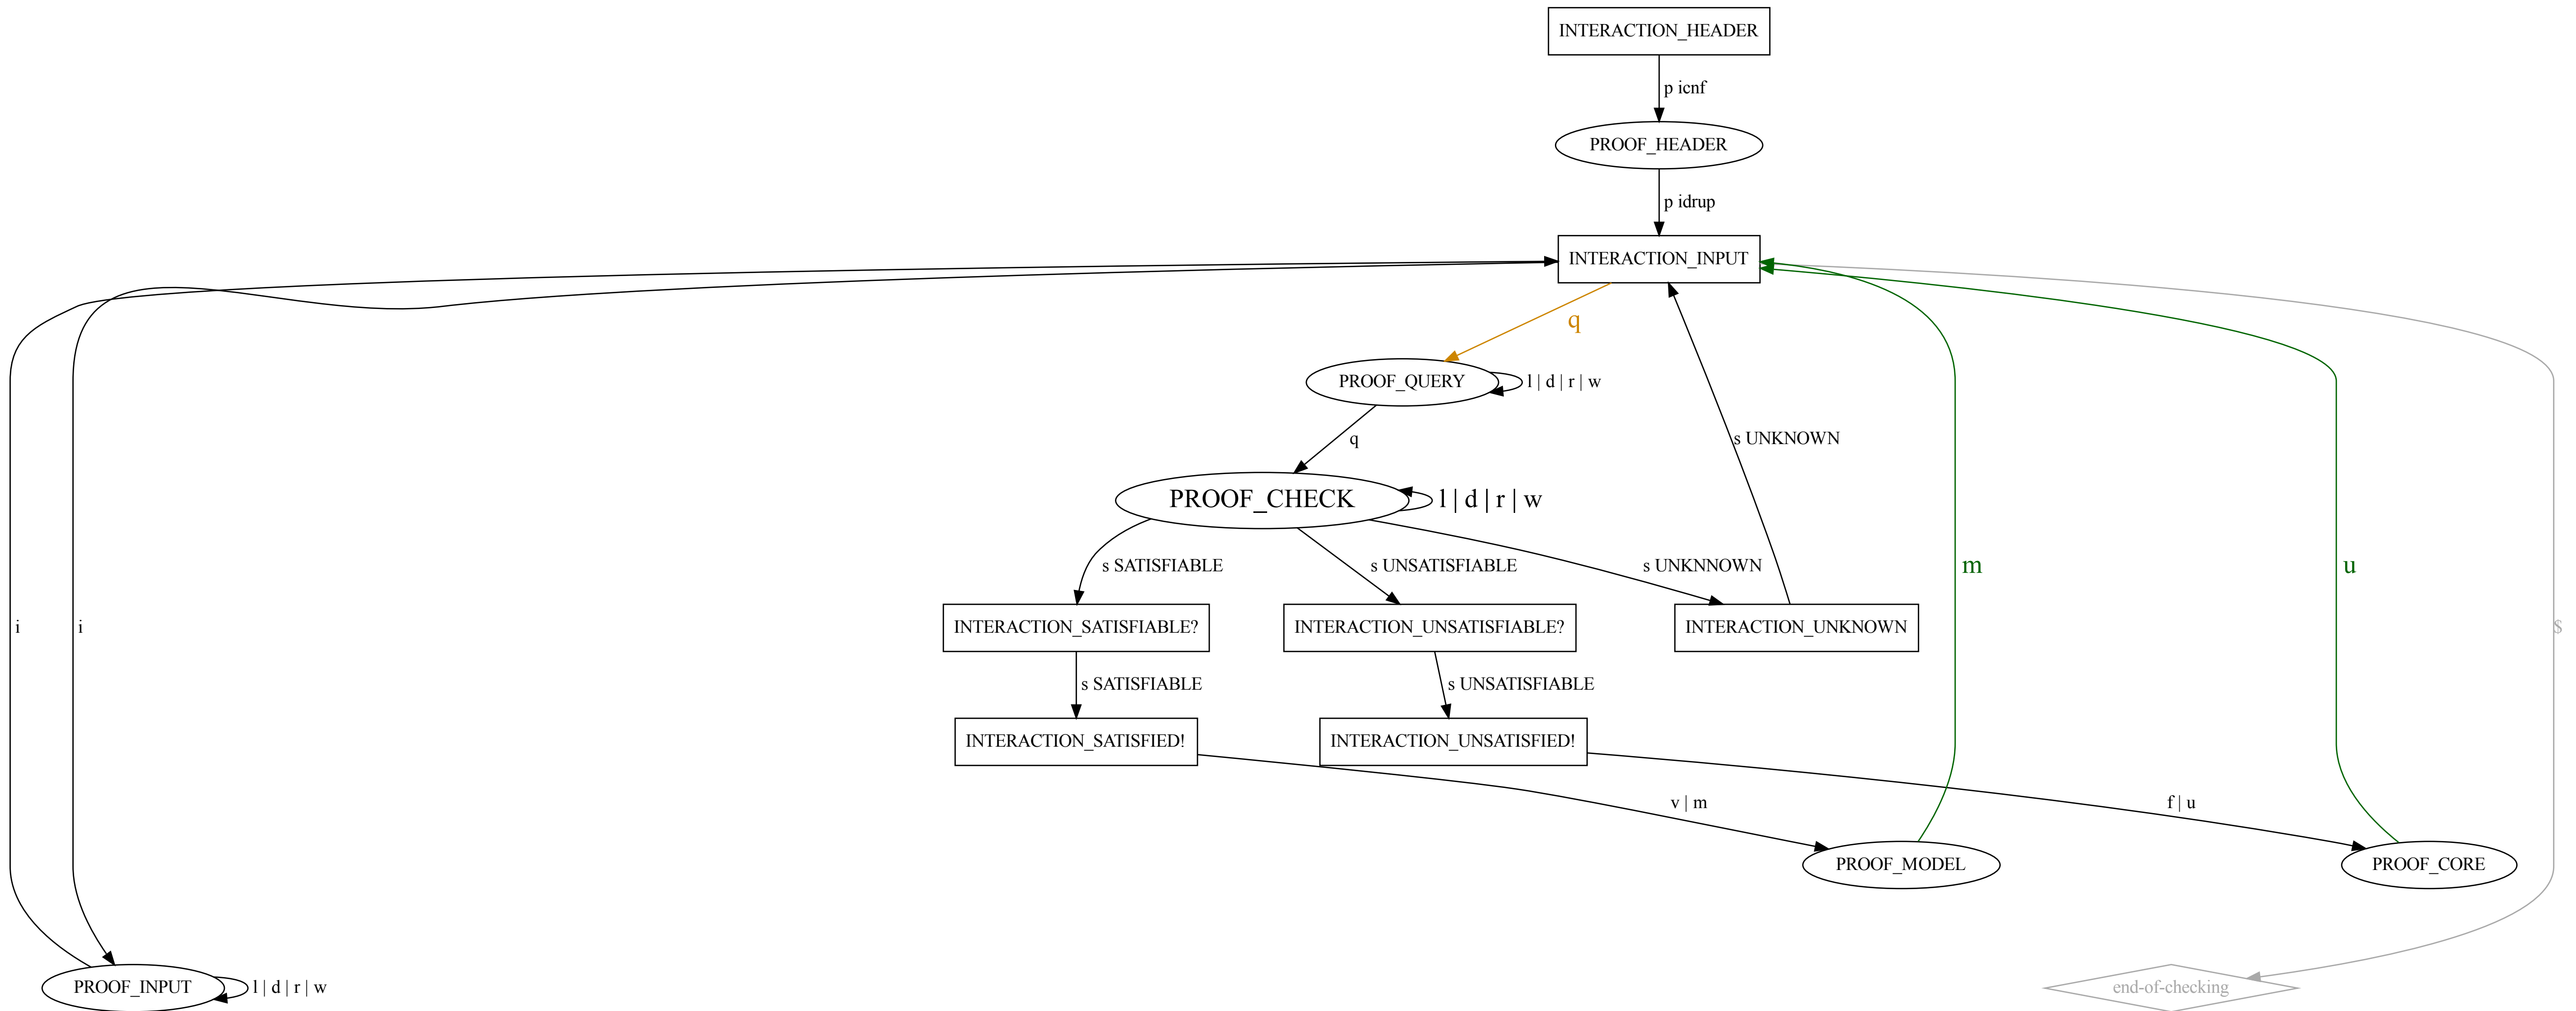 INTERACTION_HEADER
p icnf
PROOF_HEADER
p idrup
INTERACTION_INPUT
q
PROOF_QUERY
l | d | r | w
q
s UNKNOWN
PROOF_CHECK
l | d | r | w
s SATISFIABLE
s UNSATISFIABLE
s UNKNNOWN
m
u
i
i
INTERACTION_SATISFIABLE?
INTERACTION_UNSATISFIABLE?
INTERACTION_UNKNOWN
$
s SATISFIABLE
s UNSATISFIABLE
INTERACTION_SATISFIED!
INTERACTION_UNSATISFIED!
v | m
f | u
PROOF_MODEL
PROOF_CORE
PROOF_INPUT
l | d | r | w
end-of-checking